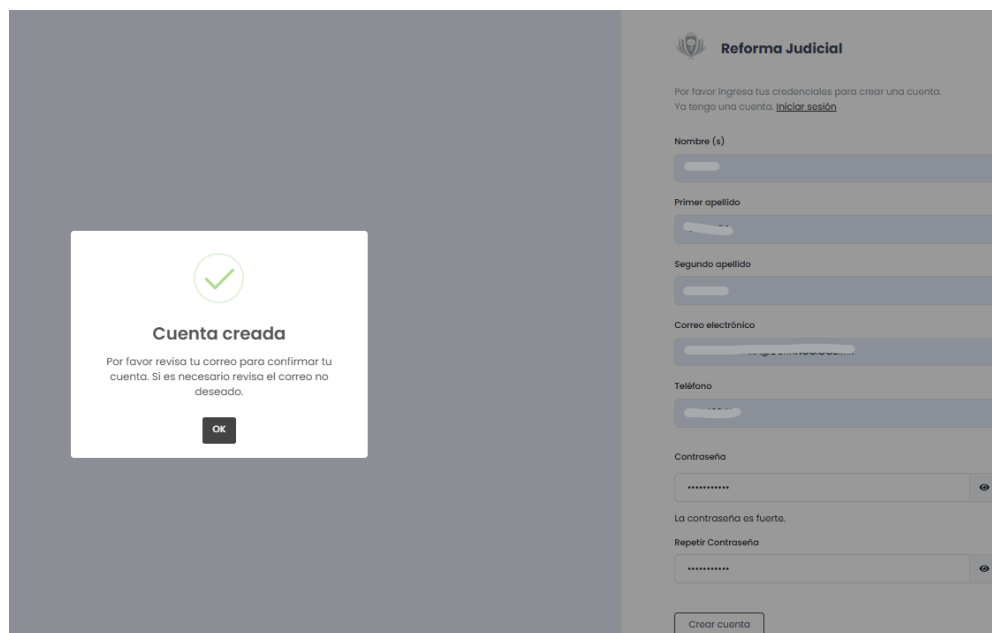 Reforma Judicial
Por favor ingresa tus credenciales para crear una cuenta.
Ya tengo una cuenta. Iniciar sesión
Nombre (s)
Primer apellido
Segundo apellido
Correo electrónico
Teléfono
Contraseña
•••••••••••
La contraseña es fuerte.
Repetir Contraseña
•••••••••••
Crear cuenta
Cuenta creada
Por favor revisa tu correo para confirmar tu
cuenta. Si es necesario revisa el correo no
deseado.
OK